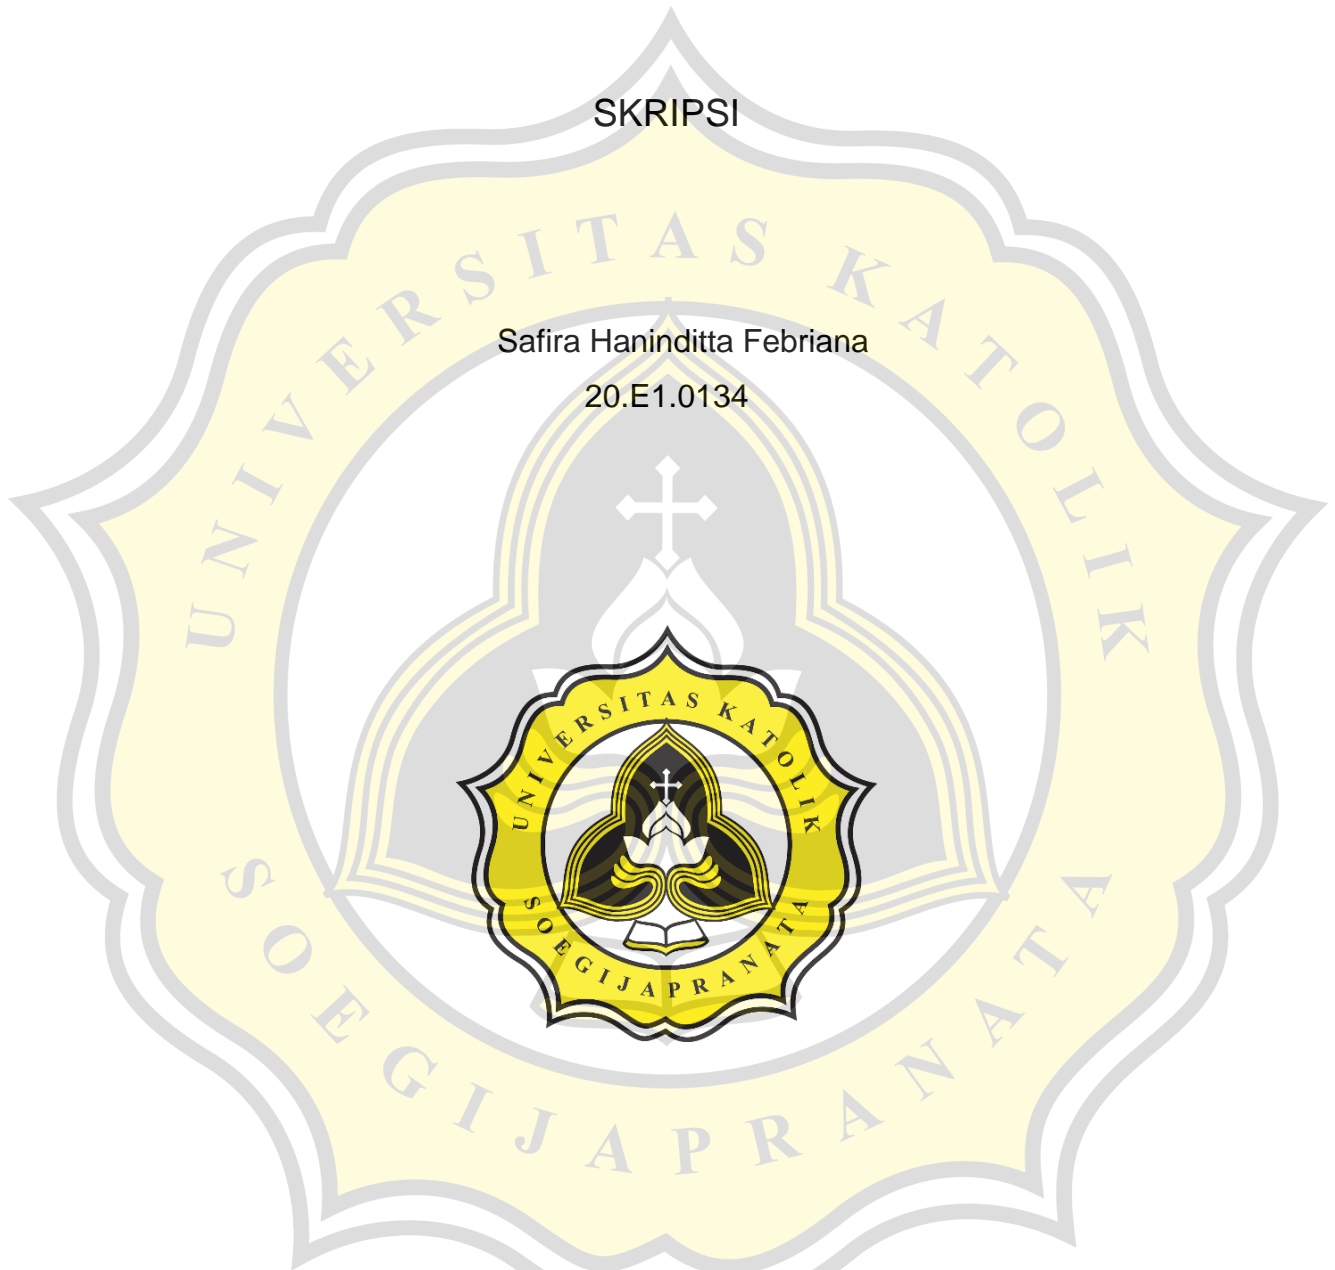 SKRIPSI
UNIVERSITAS KATOLIK
Safira Haninditta Febriana
20.E1.0134
UNIVERSITAS KATOLIK
SOEGIJAPRANATA
SOEGIJAPRANATA